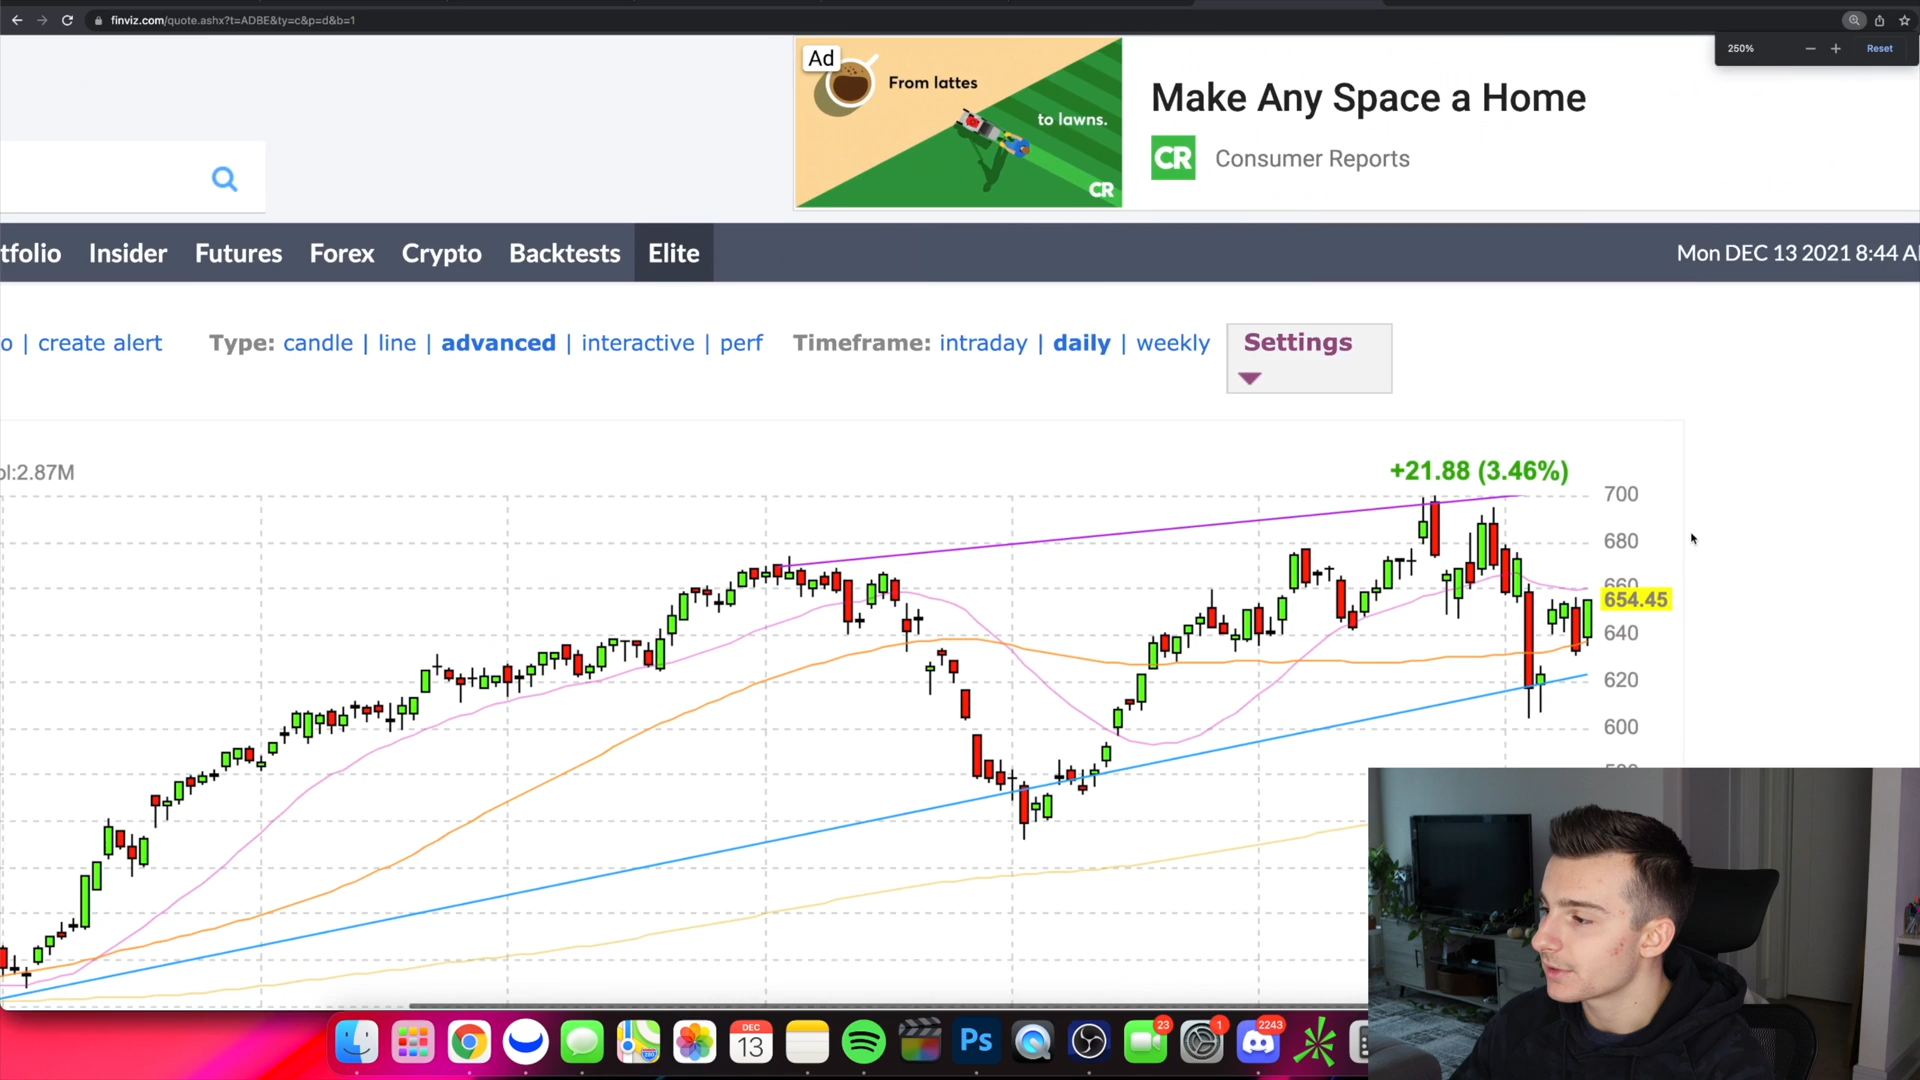 finviz.com/quote.ashx?t=ADBE&ty=c&p=d&b=1
250%
Reset
Ad
From lattes
to lawns.
CR
Make Any Space a Home
CR Consumer Reports
tfolio Insider Futures Forex Crypto Backtests Elite
Mon DEC 13 2021 8:44 A
o | create alert
Type: candle | line | advanced | interactive | perf
Timeframe: intraday | daily | weekly
Settings
ol:2.87M
+21.88 (3.46%)
700
680
660
654.45
640
620
600
DEC
13
Ps
23
1
2243